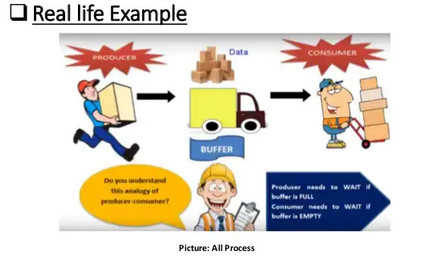 Real life Example
PRODUCER
Data
CONSUMER
BUFFER
Do you understand
this analogy of
producer-consumer?
Producer needs to WAIT if
buffer is FULL
Consumer needs to WAIT if
buffer is EMPTY
Picture: All Process